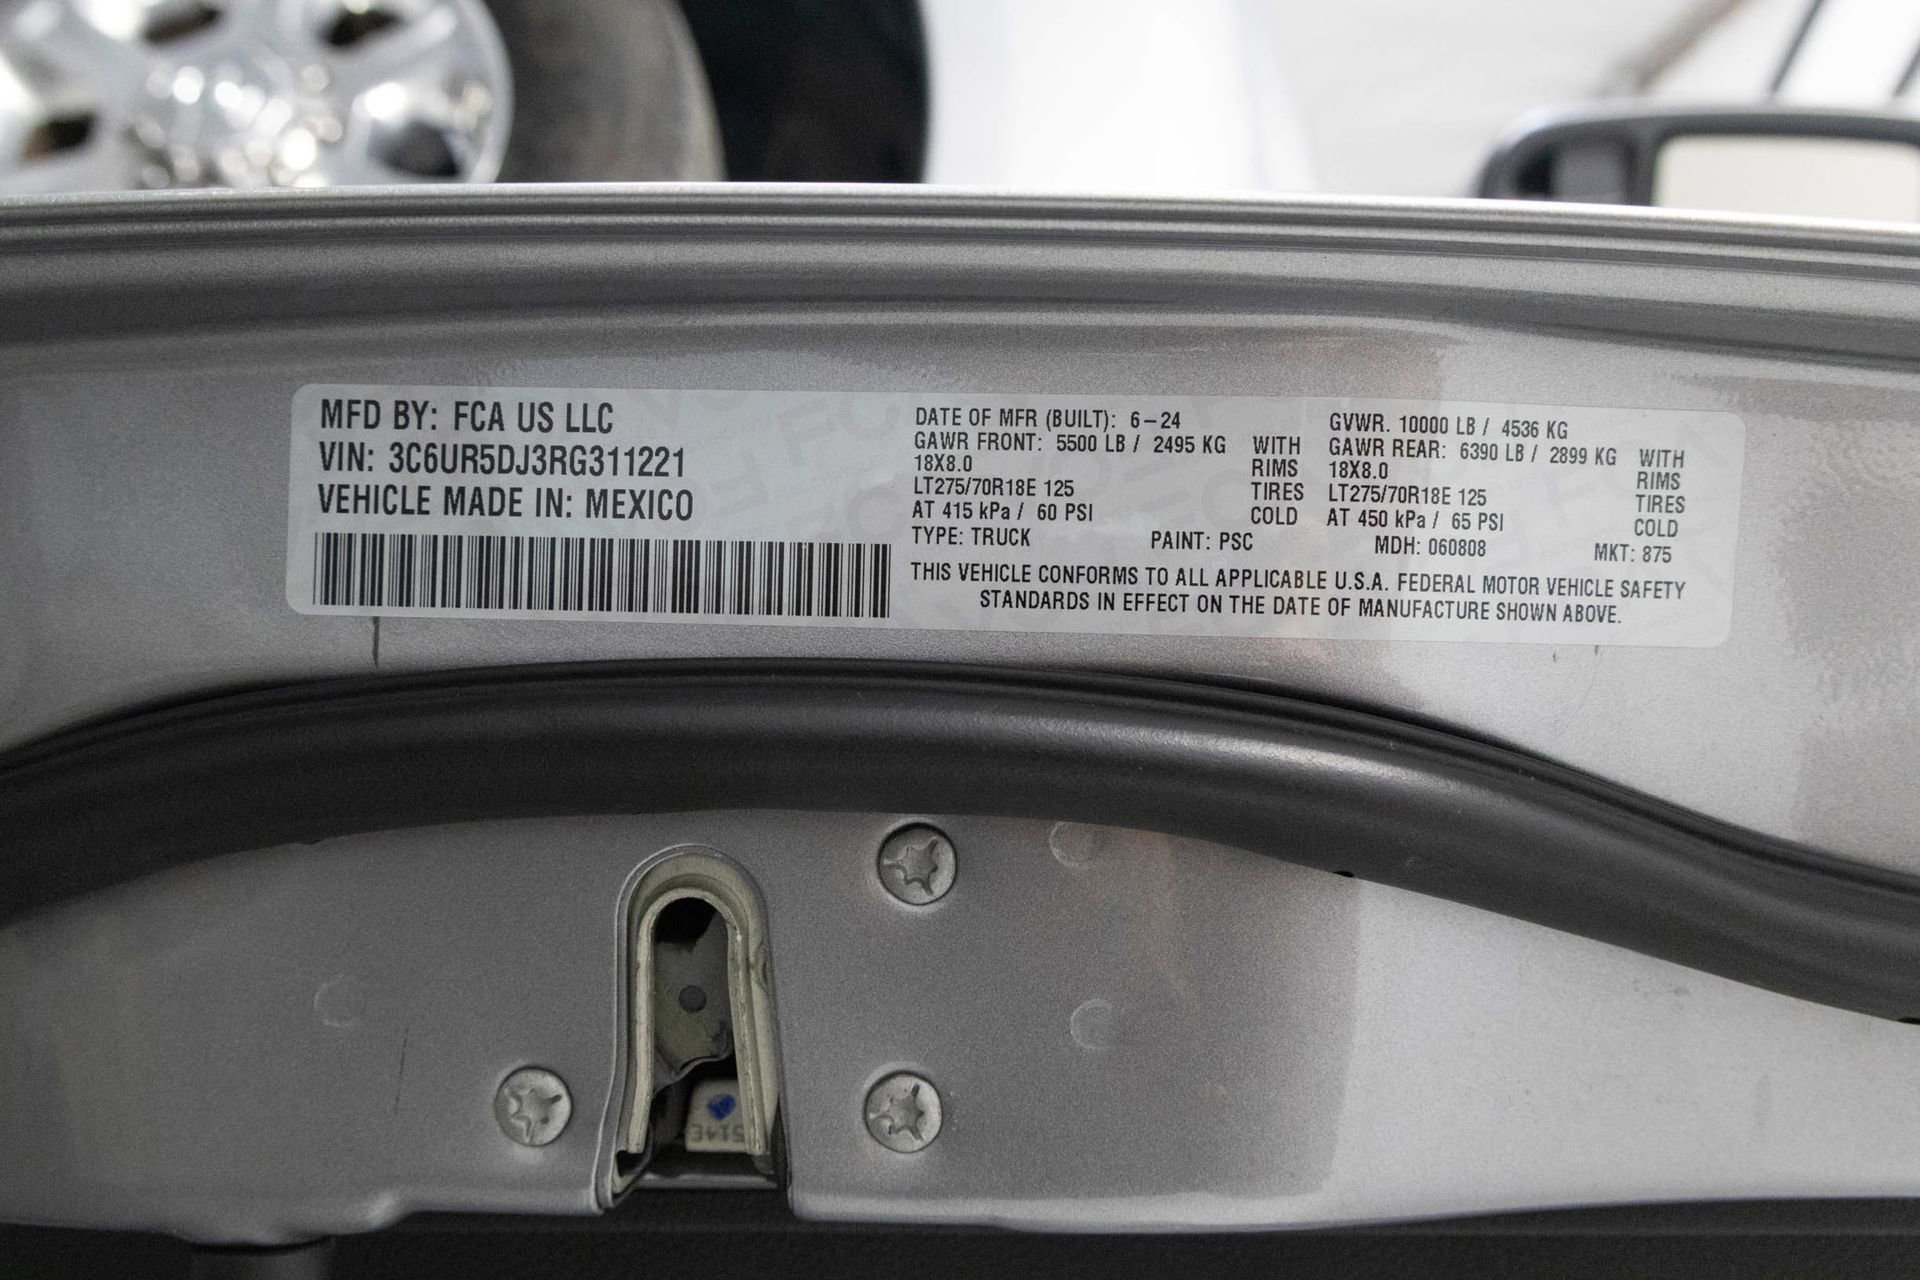 MFD BY: FCA US LLC
VIN: 3C6UR5DJ3RG311221
VEHICLE MADE IN: MEXICO
DATE OF MFR (BUILT): 6-24 GVWR. 10000 LB / 4536 KG
GAWR FRONT: 5500 LB / 2495 KG WITH GAWR REAR: 6390 LB / 2899 KG WITH
18X8.0 RIMS 18X8.0 RIMS
LT275/70R18E 125 TIRES LT275/70R18E 125 TIRES
AT 415 kPa / 60 PSI COLD AT 450 kPa / 65 PSI COLD
TYPE: TRUCK PAINT: PSC MDH: 060808 MKT: 875
THIS VEHICLE CONFORMS TO ALL APPLICABLE U.S.A. FEDERAL MOTOR VEHICLE SAFETY
STANDARDS IN EFFECT ON THE DATE OF MANUFACTURE SHOWN ABOVE.